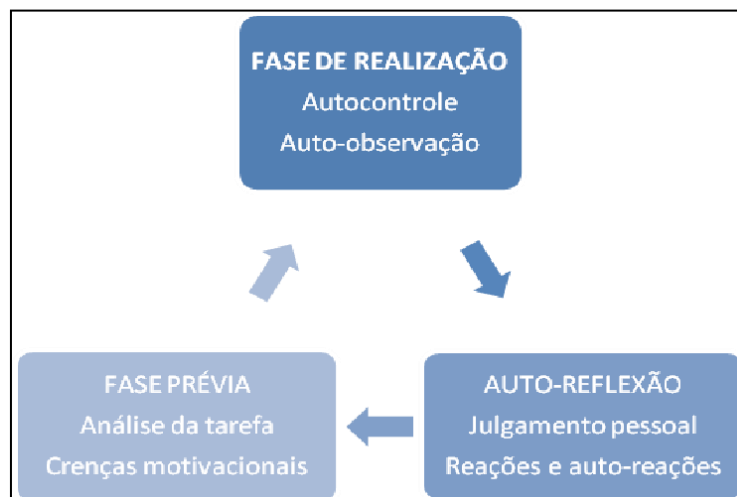 FASE DE REALIZAÇÃO
Autocontrole
Auto-observação
FASE PRÉVIA
Análise da tarefa
Crenças motivacionais
AUTO-REFLEXÃO
Julgamento pessoal
Reações e auto-reações